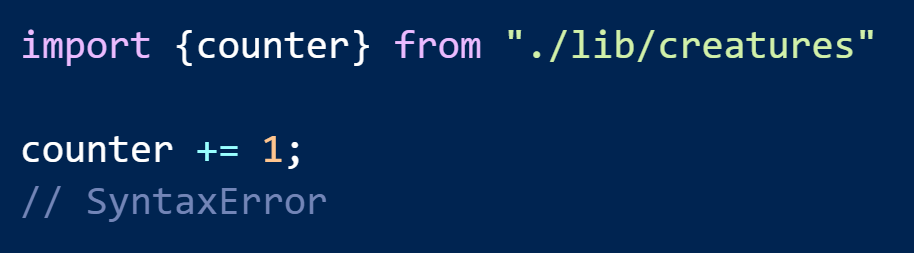 import {counter} from "./lib/creatures"
counter += 1;
// SyntaxError